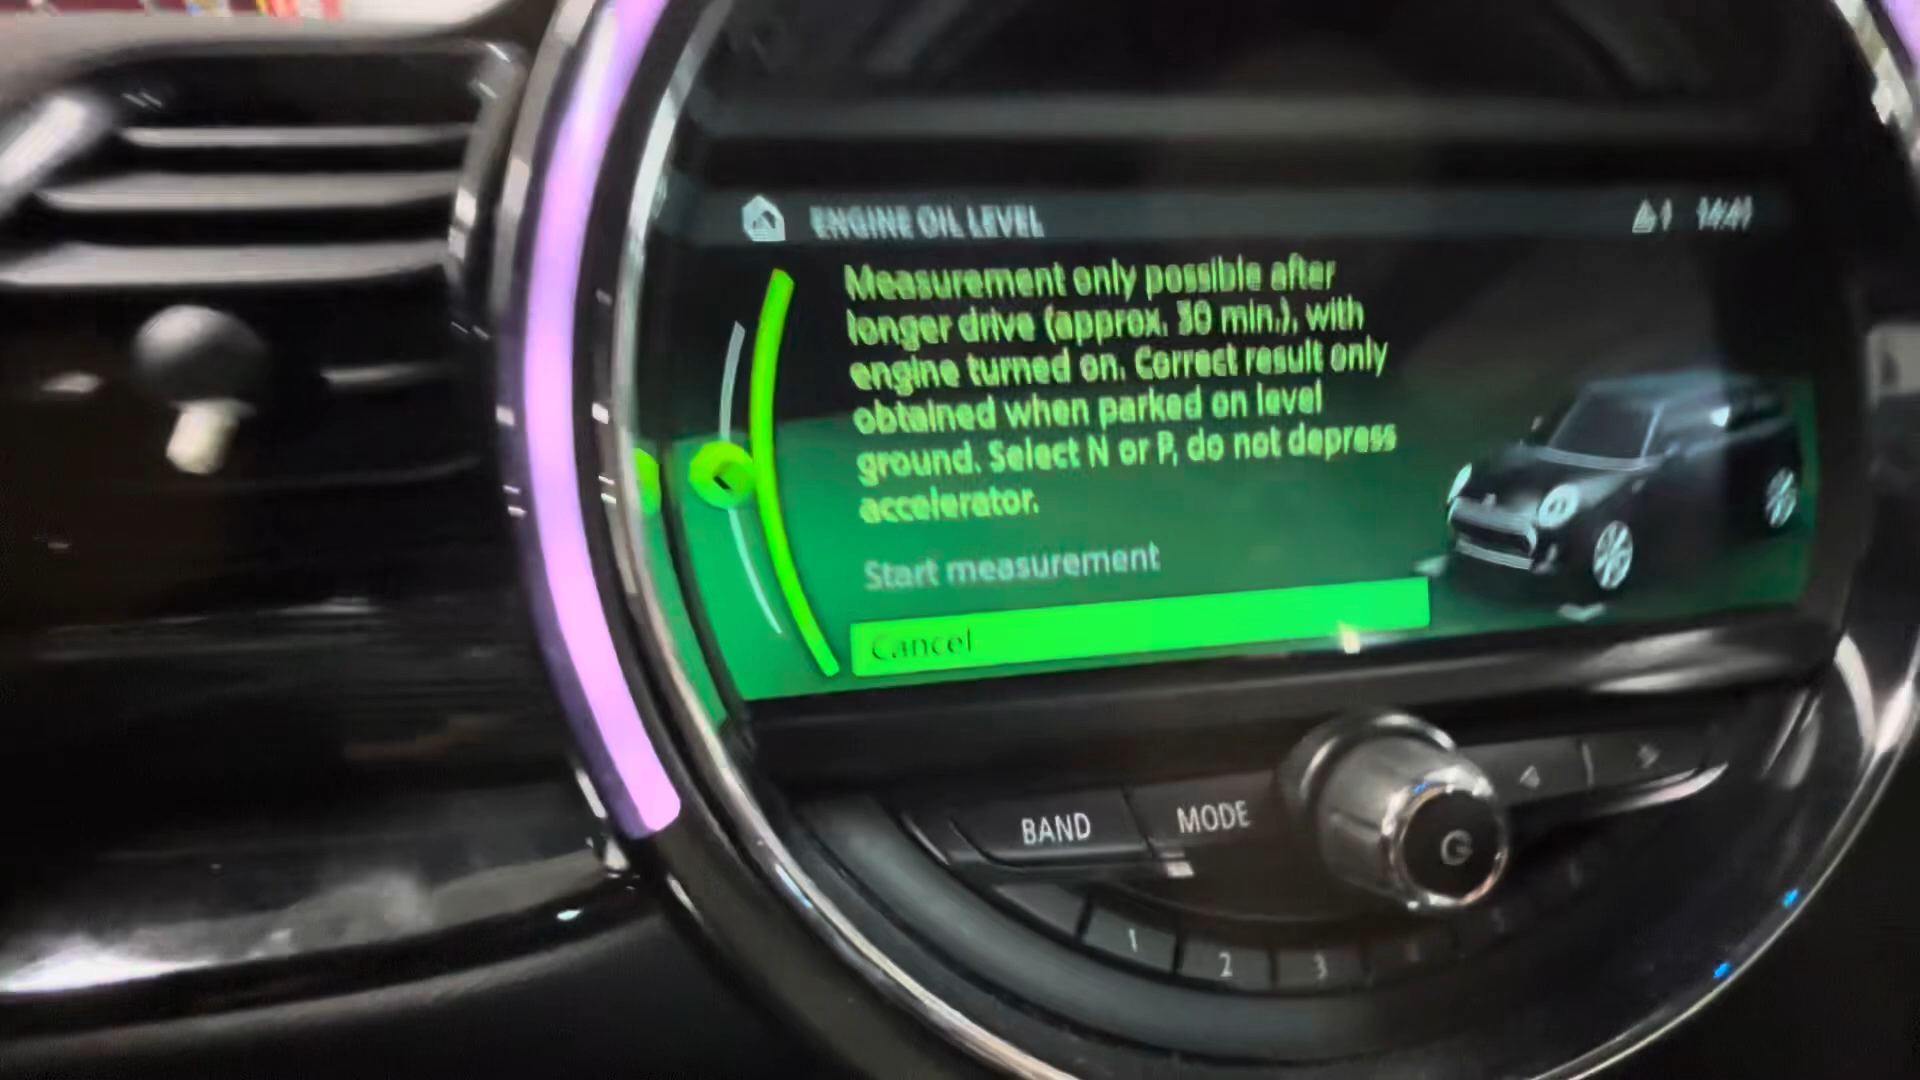 ENGINE OIL LEVEL
Measurement only possible after
longer drive (approx. 30 min.), with
engine turned on. Correct result only
obtained when parked on level
ground. Select N or P, do not depress
accelerator.
Start measurement
Cancel
BAND
MODE
1
2
3